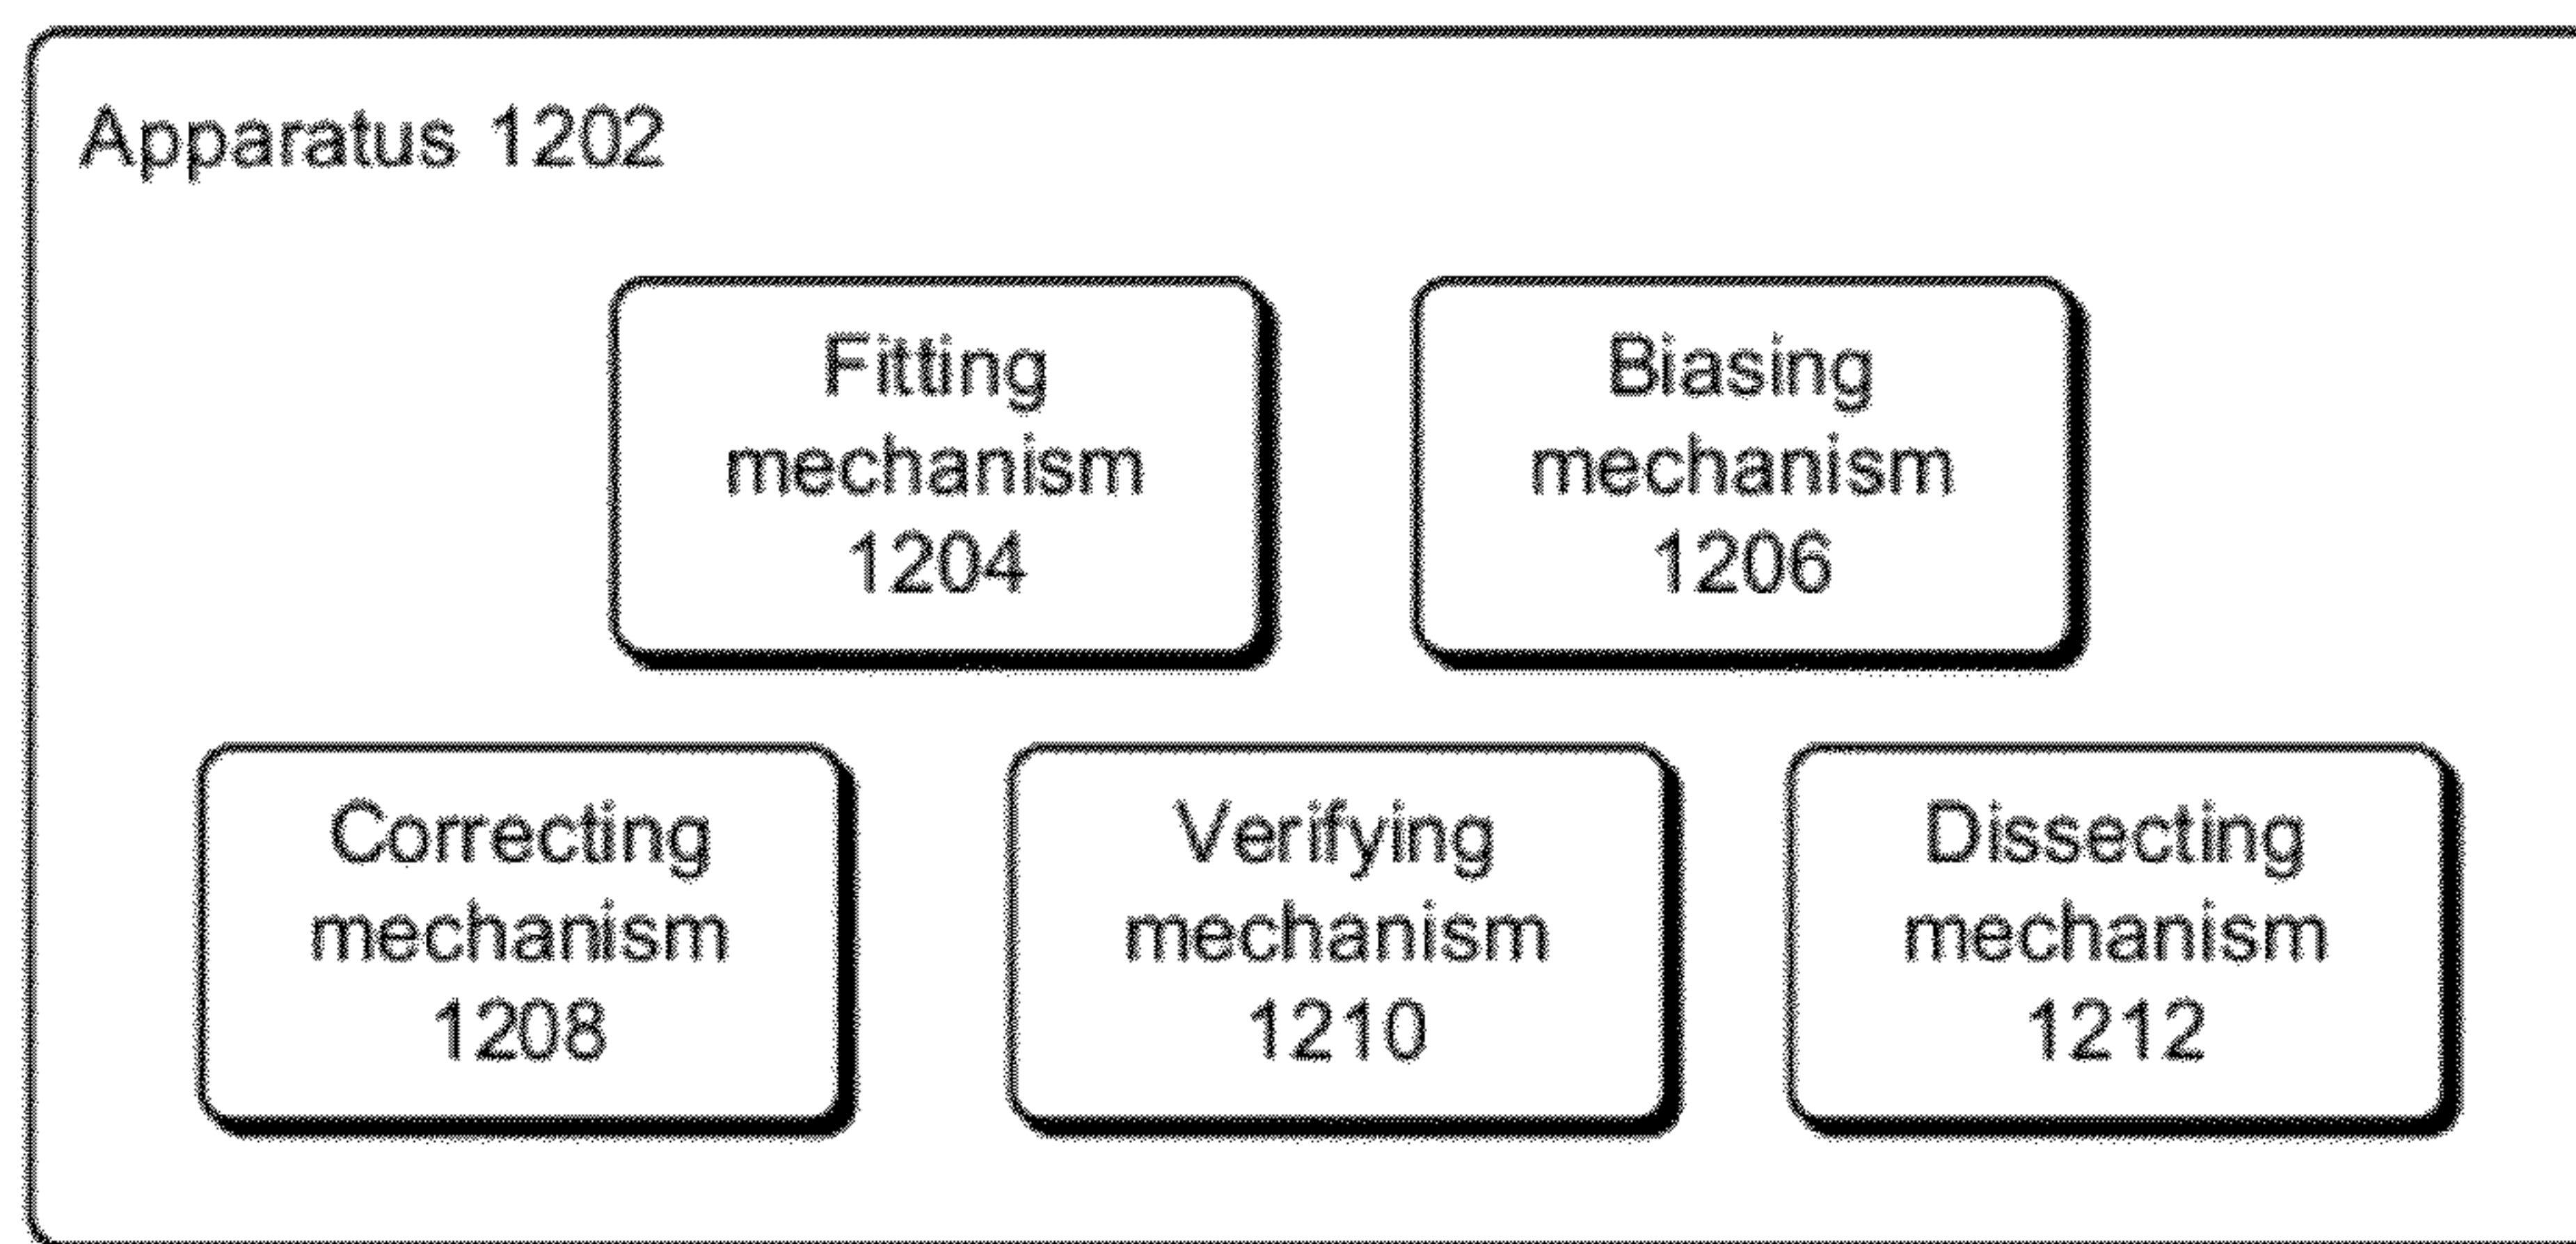 Apparatus 1202
Fitting
mechanism
1204
Biasing
mechanism
1206
Correcting
mechanism
1208
Verifying
mechanism
1210
Dissecting
mechanism
1212